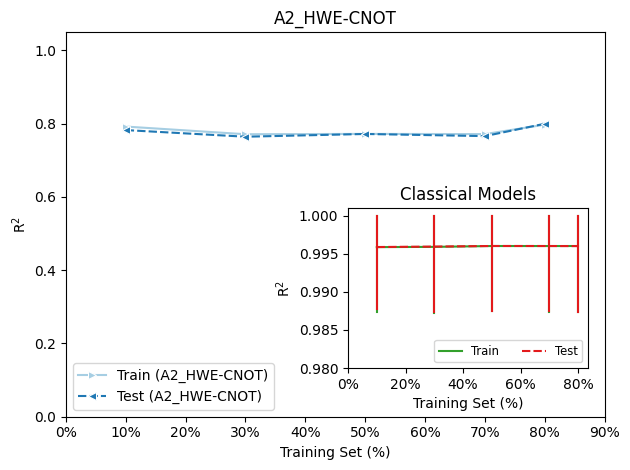 A2_HWE-CNOT
1.0
0.8
0.6
0.4
0.2
0.0
R²
0% 10% 20% 30% 40% 50% 60% 70% 80% 90%
Training Set (%)
Train (A2_HWE-CNOT)
Test (A2_HWE-CNOT)
Classical Models
1.000
0.995
0.990
0.985
0.980
R²
0% 20% 40% 60% 80%
Training Set (%)
Train Test